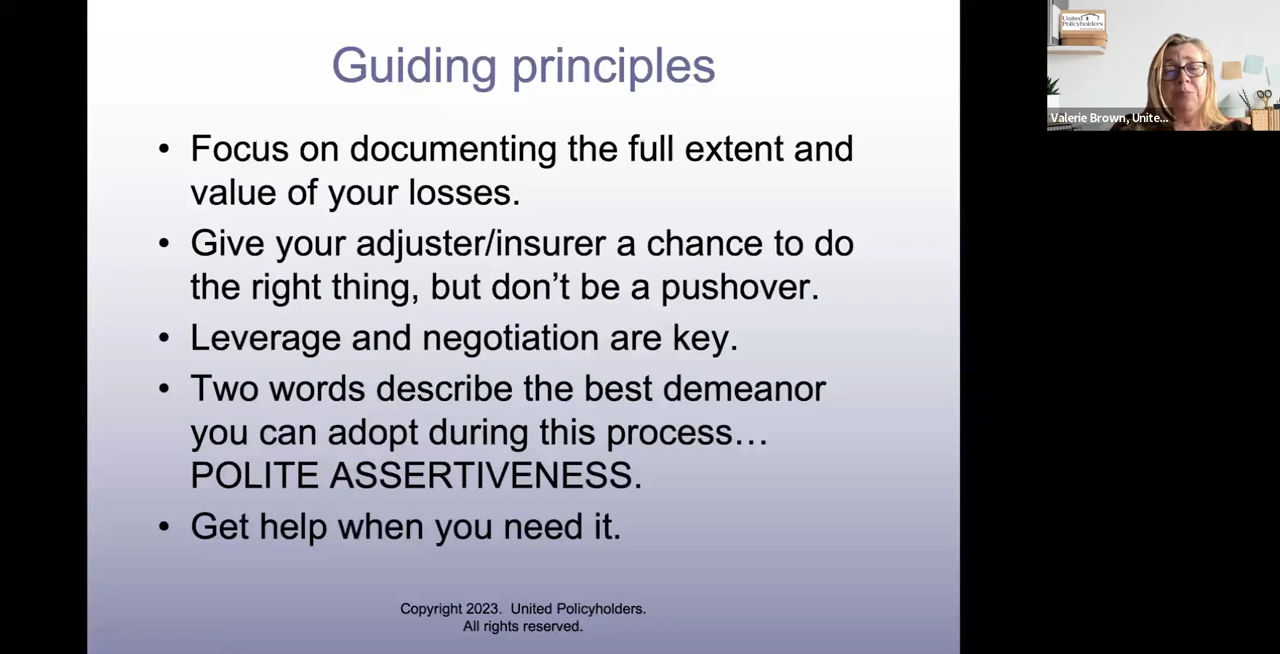 Guiding principles
• Focus on documenting the full extent and
value of your losses.
• Give your adjuster/insurer a chance to do
the right thing, but don’t be a pushover.
• Leverage and negotiation are key.
• Two words describe the best demeanor
you can adopt during this process…
POLITE ASSERTIVENESS.
• Get help when you need it.
Copyright 2023. United Policyholders.
All rights reserved.
United
Policyholders
Valerie Brown, Unite...